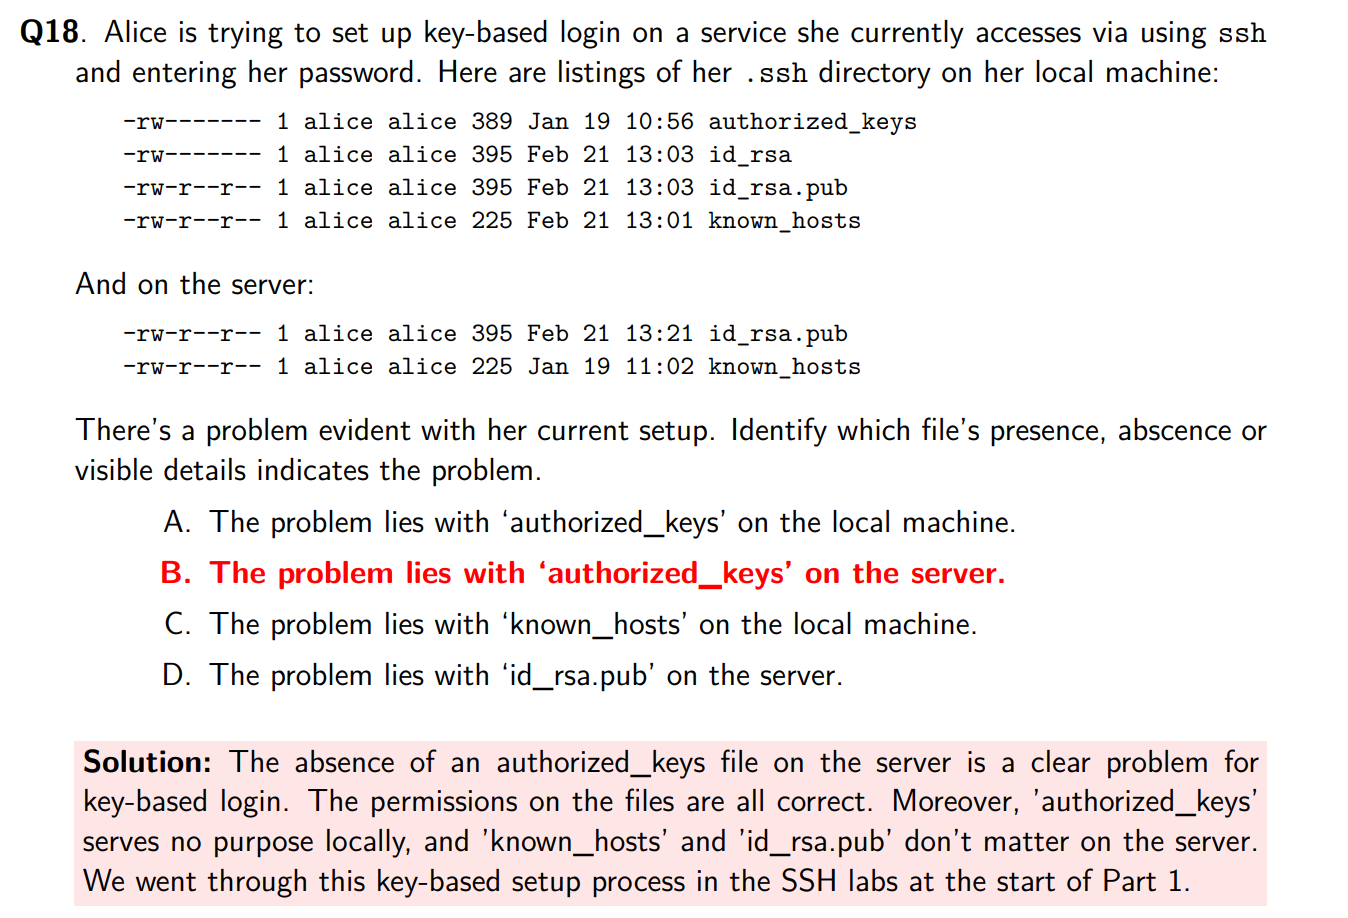 Q18. Alice is trying to set up key-based login on a service she currently accesses via using ssh
and entering her password. Here are listings of her .ssh directory on her local machine:
-rw------- 1 alice alice 389 Jan 19 10:56 authorized_keys
-rw------- 1 alice alice 395 Feb 21 13:03 id_rsa
-rw-r--r-- 1 alice alice 395 Feb 21 13:03 id_rsa.pub
-rw-r--r-- 1 alice alice 225 Feb 21 13:01 known_hosts
And on the server:
-rw-r--r-- 1 alice alice 395 Feb 21 13:21 id_rsa.pub
-rw-r--r-- 1 alice alice 225 Jan 19 11:02 known_hosts
There's a problem evident with her current setup. Identify which file's presence, abscence or
visible details indicates the problem.
A. The problem lies with ‘authorized_keys’ on the local machine.
B. The problem lies with ‘authorized_keys’ on the server.
C. The problem lies with ‘known_hosts’ on the local machine.
D. The problem lies with ‘id_rsa.pub’ on the server.
Solution: The absence of an authorized_keys file on the server is a clear problem for
key-based login. The permissions on the files are all correct. Moreover, ’authorized_keys’
serves no purpose locally, and ’known_hosts’ and ’id_rsa.pub’ don’t matter on the server.
We went through this key-based setup process in the SSH labs at the start of Part 1.